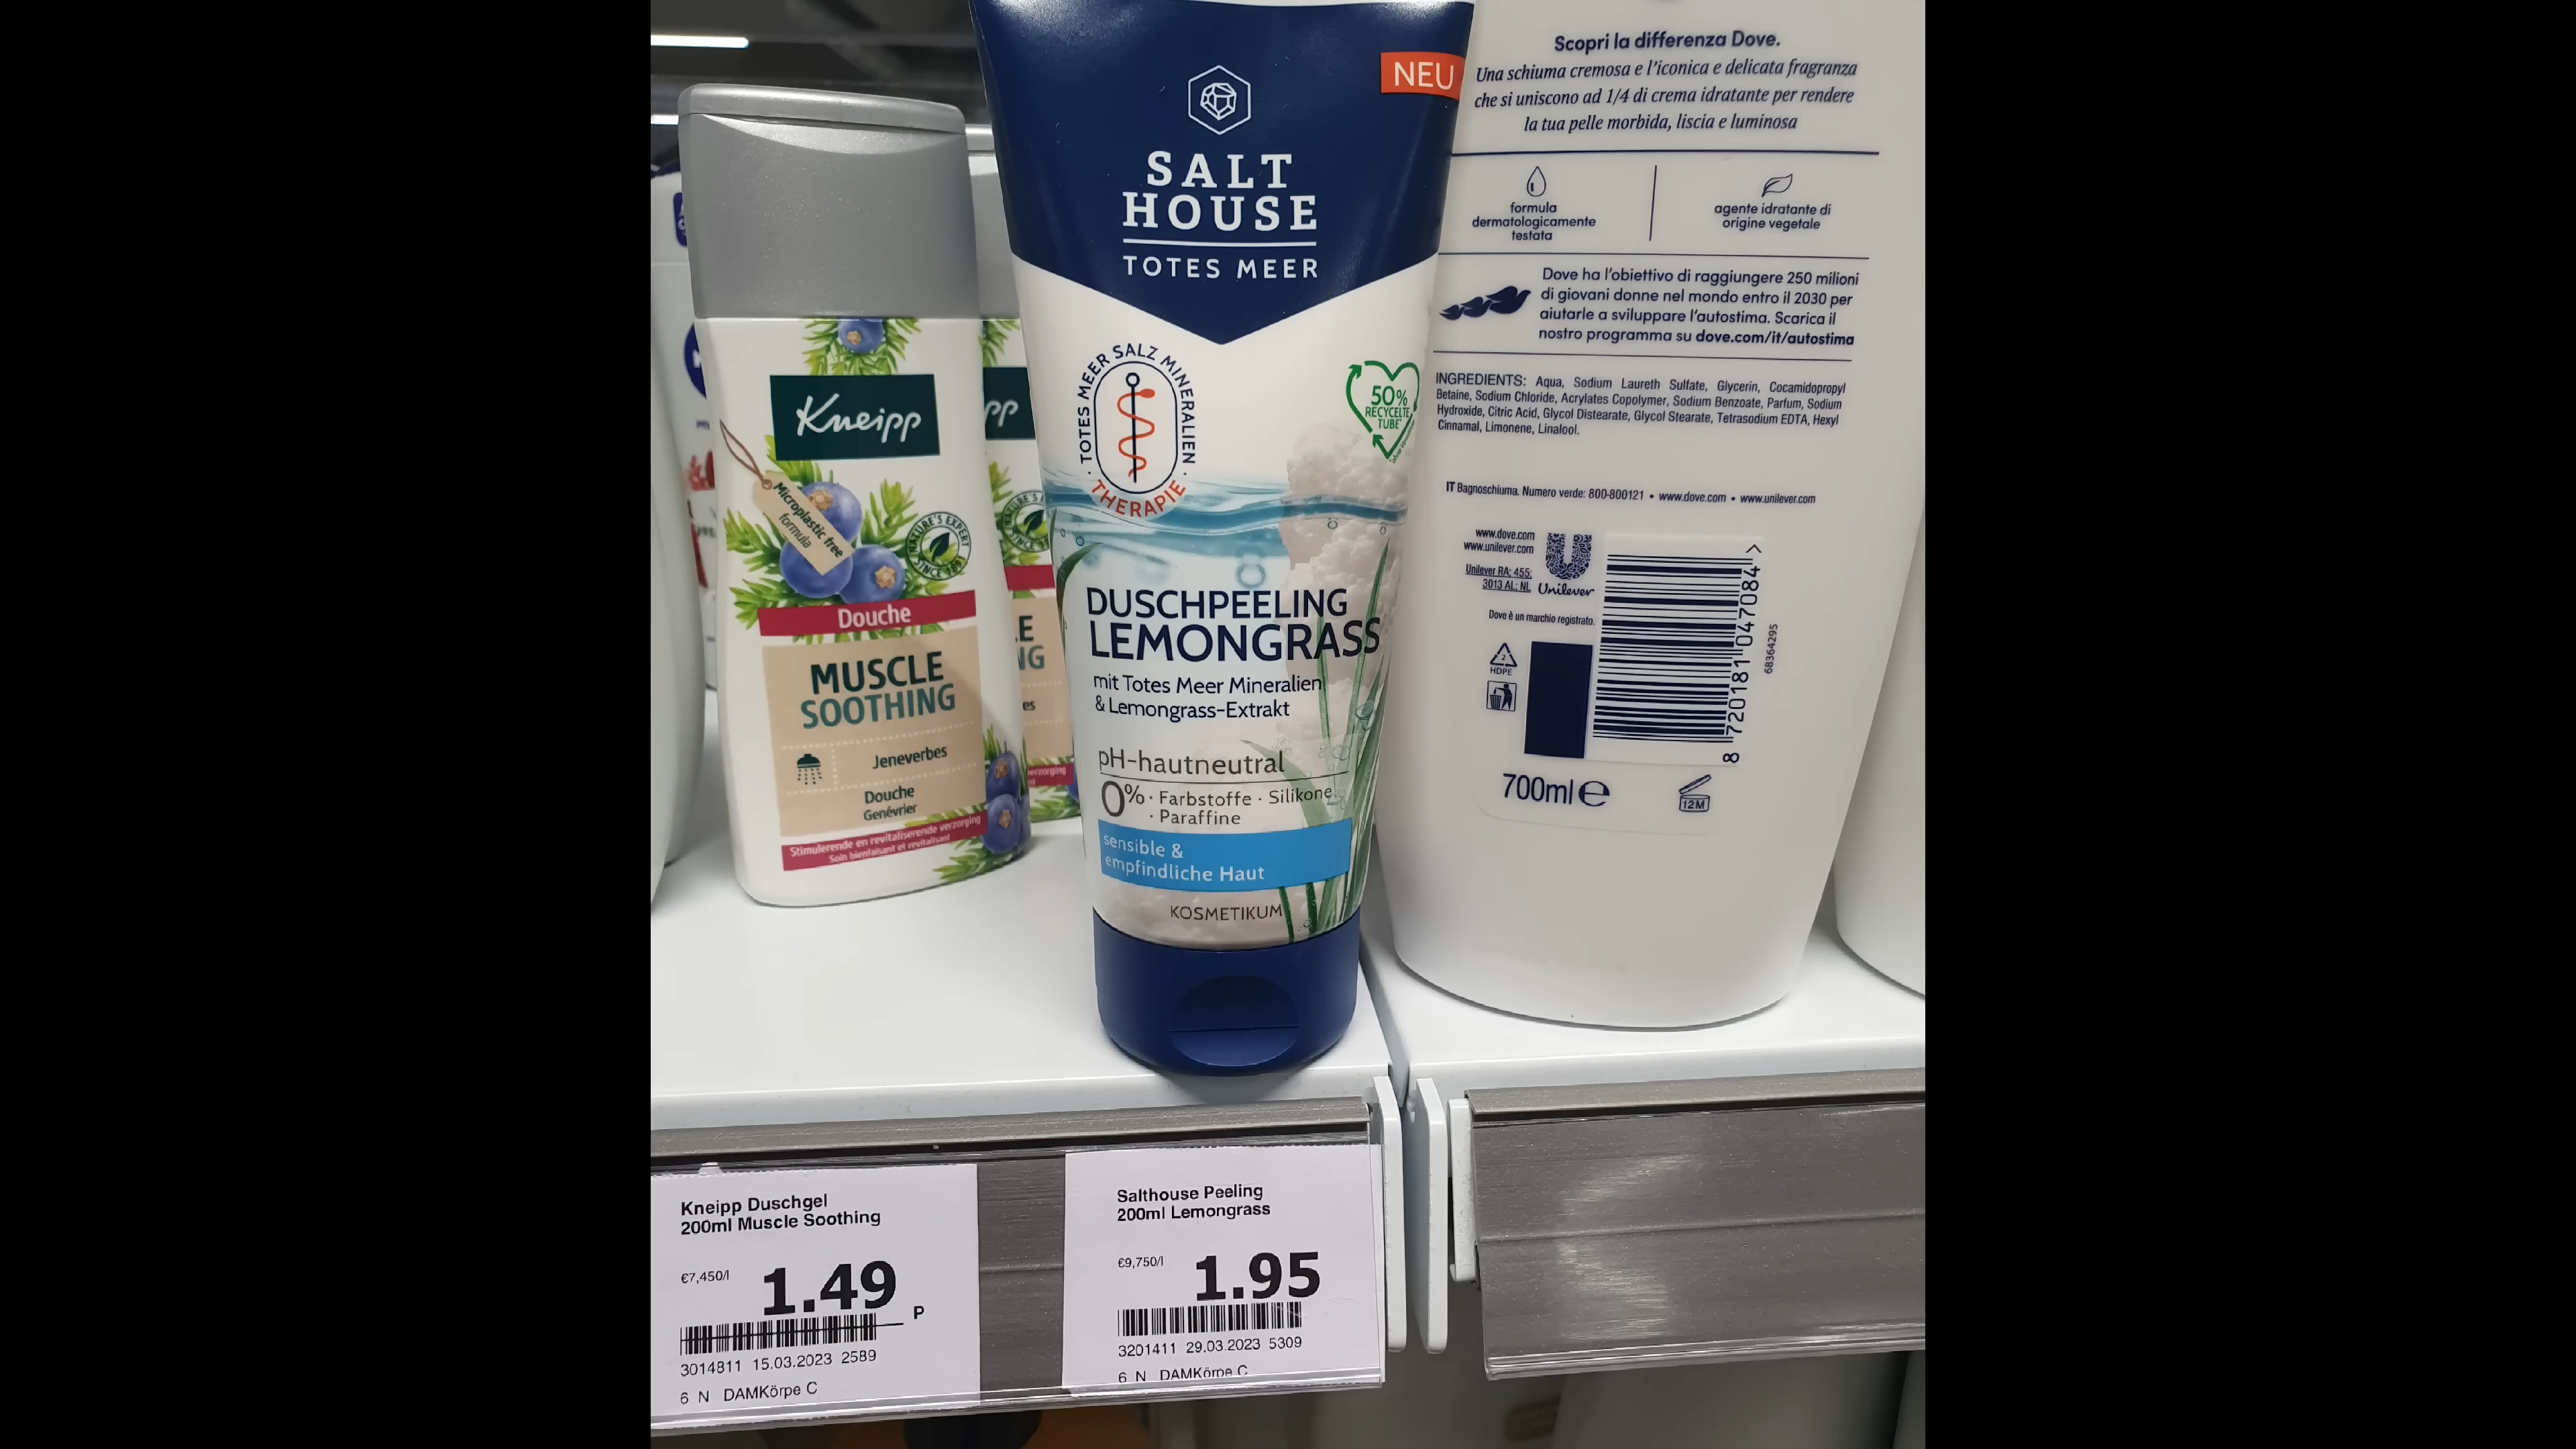 Kneipp
Microplastic free
formula
NATURE'S EXPERT
SINCE 1891
Douche
MUSCLE
SOOTHING
Jeneverbes
Douche
Genévrier
Stimulerende en revitaliserende verzorging
Soin bienfaisant et revitalisant
NEU
SALT
HOUSE
TOTES MEER
TOTES MEER SALZ MINERALIEN
THERAPIE
50%
RECYCELTE
TUBE
DUSCHPEELING
LEMONGRASS
mit Totes Meer Mineralien
& Lemongrass-Extrakt
pH-hautneutral
0% · Farbstoffe · Silikone
· Paraffine
sensible &
empfindliche Haut
KOSMETIKUM
Scopri la differenza Dove.
Una schiuma cremosa e l'iconica e delicata fragranza
che si uniscono ad 1/4 di crema idratante per rendere
la tua pelle morbida, liscia e luminosa
formula
dermatologicamente
testata
agente idratante di
origine vegetale
Dove ha l'obiettivo di raggiungere 250 milioni
di giovani donne nel mondo entro il 2030 per
aiutarle a sviluppare l'autostima. Scarica il
nostro programma su dove.com/it/autostima
INGREDIENTS: Aqua, Sodium Laureth Sulfate, Glycerin, Cocamidopropyl
Betaine, Sodium Chloride, Acrylates Copolymer, Sodium Benzoate, Parfum, Sodium
Hydroxide, Citric Acid, Glycol Distearate, Glycol Stearate, Tetrasodium EDTA, Hexyl
Cinnamal, Limonene, Linalool.
IT Bagnoschiuma. Numero verde: 800-800121 • www.dove.com • www.unilever.com
www.dove.com
www.unilever.com
Unilever RA; 455;
3013 AL; NL
Unilever
Dove è un marchio registrato.
2
HDPE
8 720181 047084 >
68364295
700ml e
12M
Kneipp Duschgel
200ml Muscle Soothing
€7,450/l
1.49
P
3014811 15.03.2023 2589
6 N DAMKörpe C
Salthouse Peeling
200ml Lemongrass
€9,750/l
1.95
3201411 29.03.2023 5309
6 N DAMKörpe C